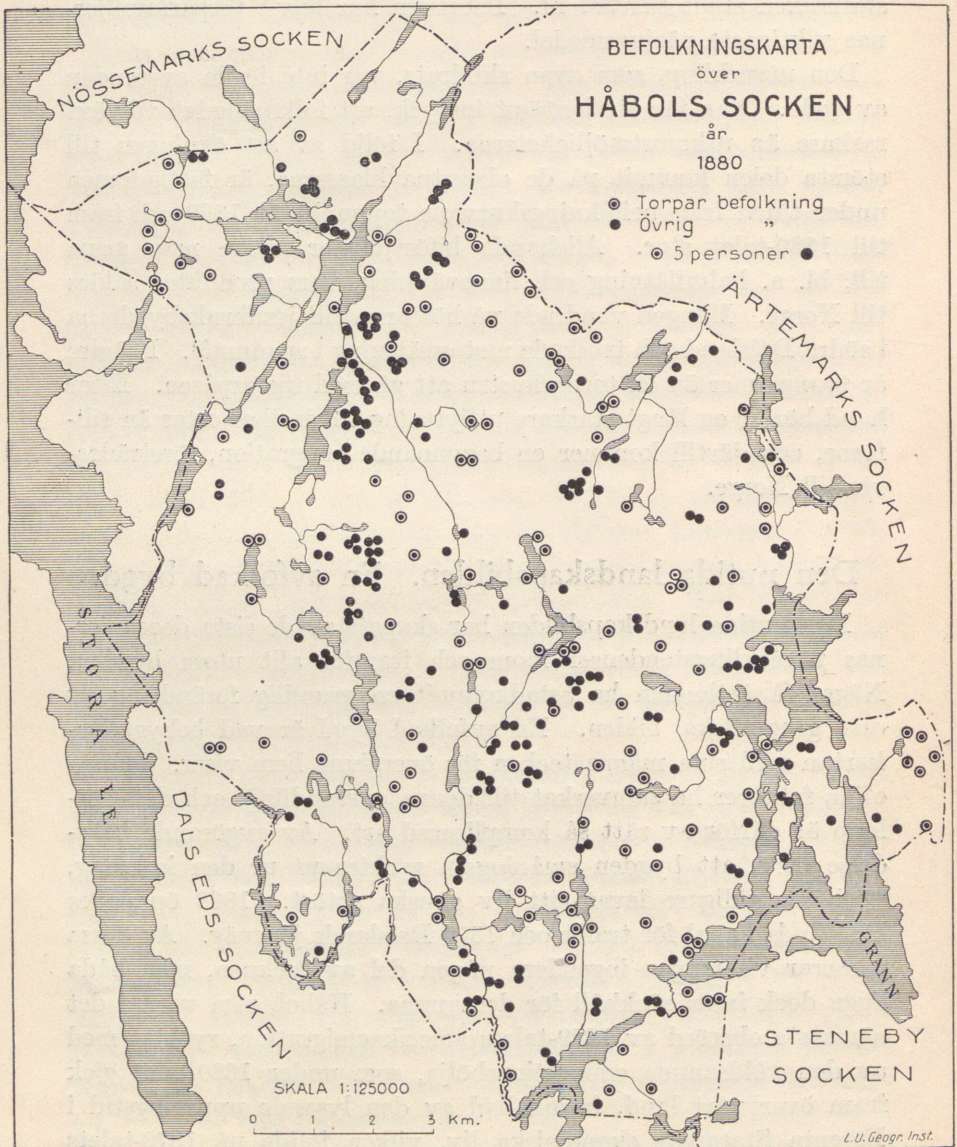 NÖSSEMARKS SOCKEN
BEFOLKNINGSKARTA
över
HÅBOLS SOCKEN
år
1880
Torpar befolkning
Övrig "
5 personer
ÄRTEMARKS SOCKEN
STORA LE
DALS EDS SOCKEN
GRANN
STENEBY
SOCKEN
SKALA 1:125000
0 1 2 3 Km.
L.U. Geogr. Inst.